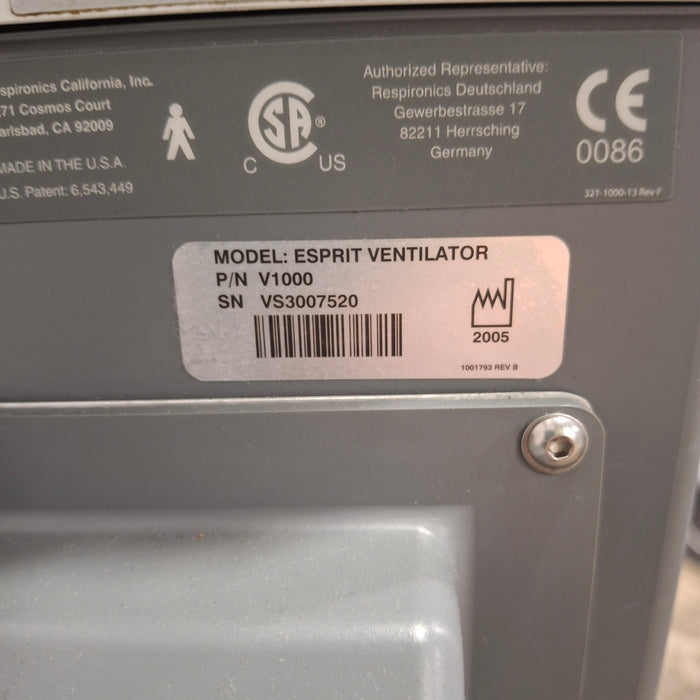 spironics California, Inc.
71 Cosmos Court
arlsbad, CA 92009
MADE IN THE U.S.A.
U.S. Patent: 6,543,449
CSA®
C US
Authorized Representative:
Respironics Deutschland
Gewerbestrasse 17
82211 Herrsching
Germany
CE
0086
321-1000-13 Rev F
MODEL: ESPRIT VENTILATOR
P/N V1000
SN VS3007520
2005
1001793 REV B